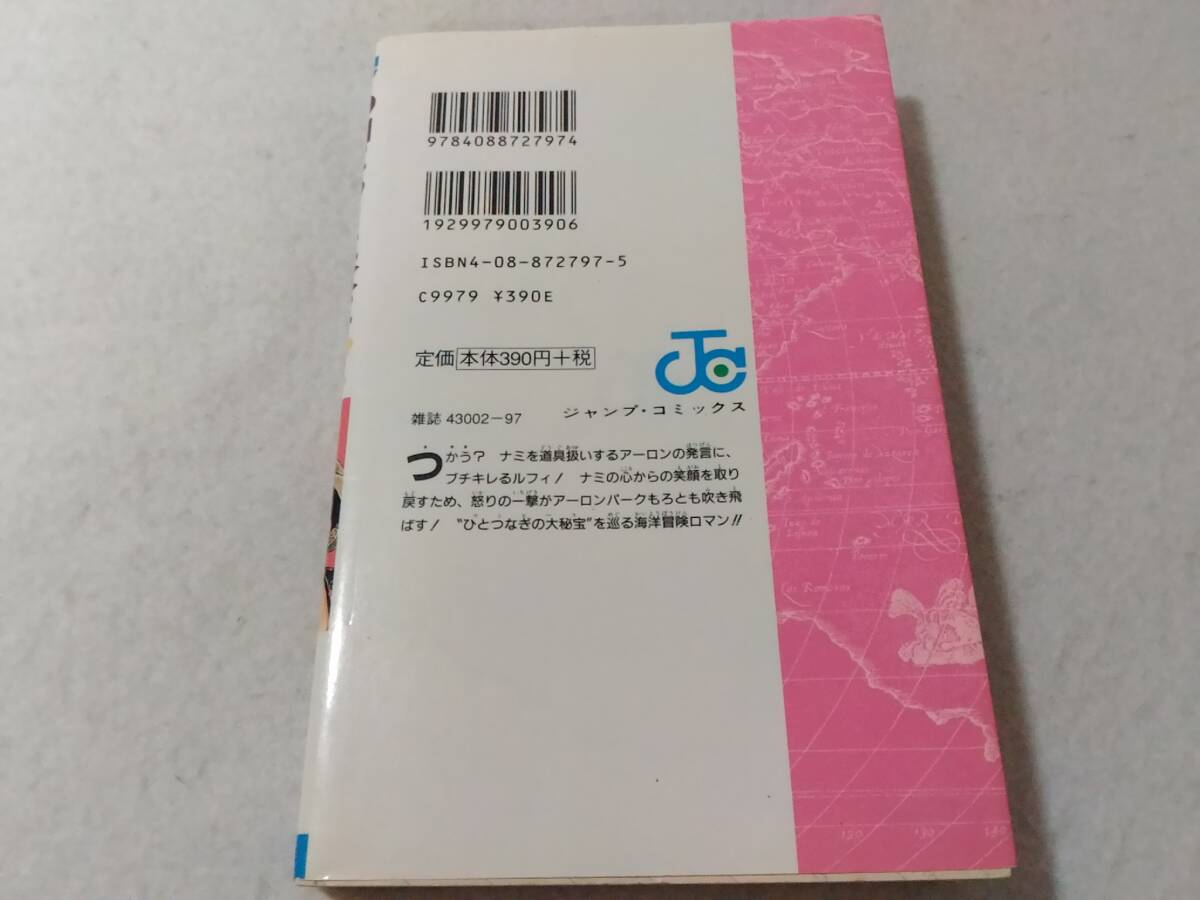 9784088727974
1929979003906
ISBN4-08-872797-5
C9979 ¥390E
定価 本体390円+税
雑誌 43002-97
ジャンプ・コミックス
つかう? ナミを道具扱いするアーロンの発言に、
ブチキレるルフィ! ナミの心からの笑顔を取り
戻すため、怒りの一撃がアーロンパークもろとも吹き飛
ばす! “ひとつなぎの大秘宝”を巡る海洋冒険ロマン!!
120 130